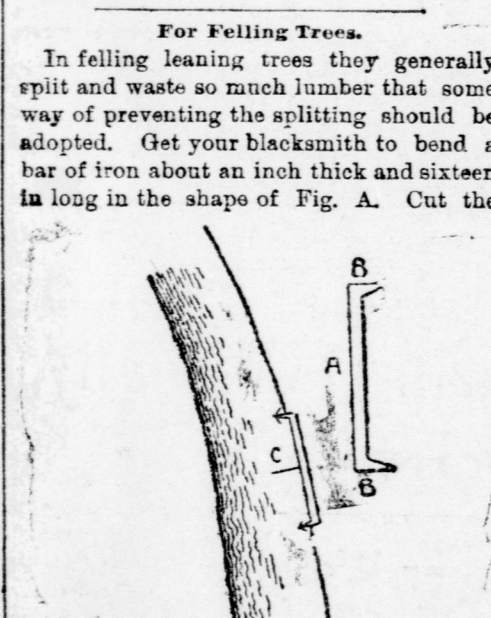 For Felling Trees.
In felling leaning trees they generally
split and waste so much lumber that some
way of preventing the splitting should be
adopted. Get your blacksmith to bend a
bar of iron about an inch thick and sixteen
in long in the shape of Fig. A. Cut the
B
A
C
B